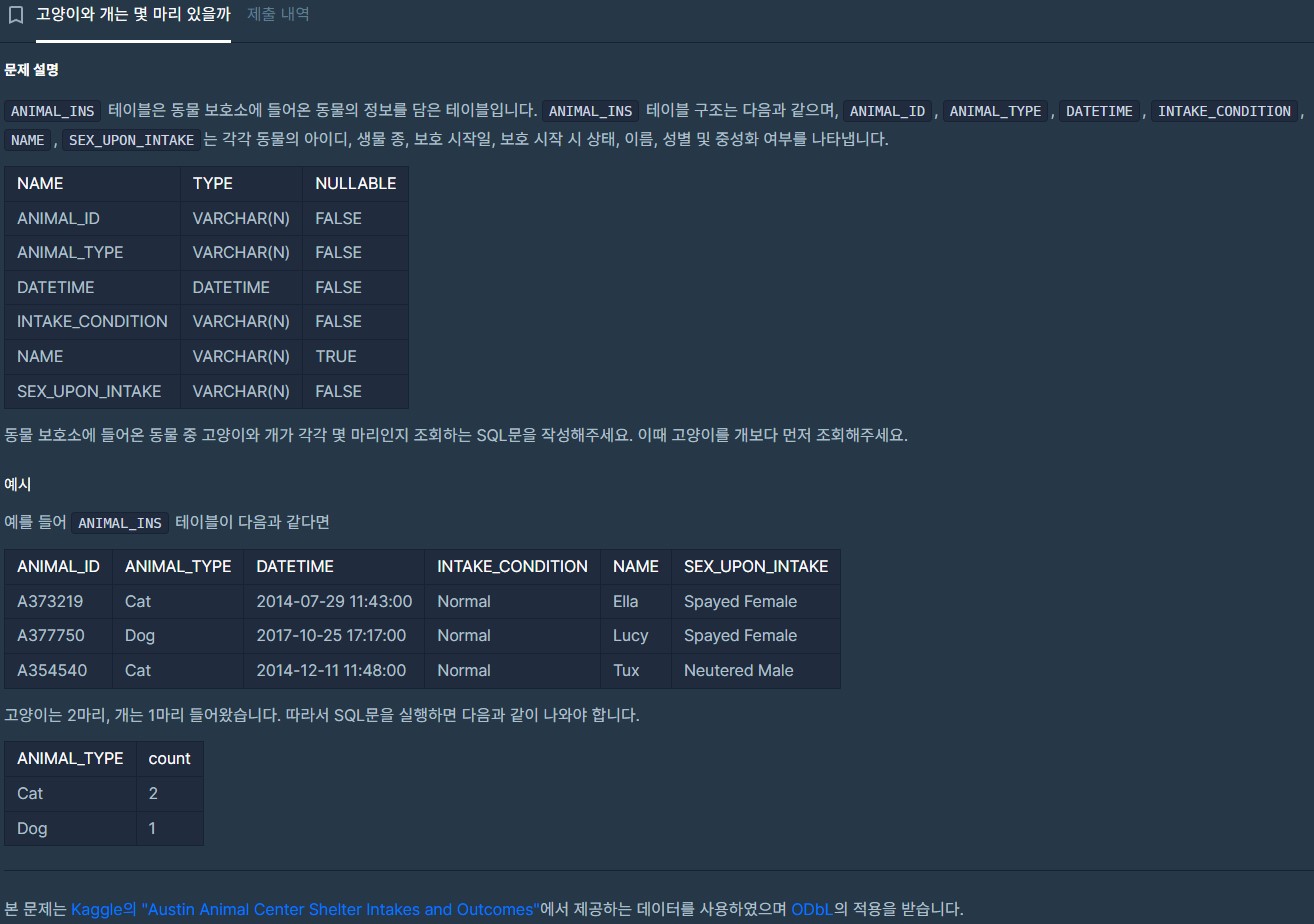 고양이와 개는 몇 마리 있을까 제출 내역
문제 설명
ANIMAL_INS 테이블은 동물 보호소에 들어온 동물의 정보를 담은 테이블입니다. ANIMAL_INS 테이블 구조는 다음과 같으며, ANIMAL_ID , ANIMAL_TYPE , DATETIME , INTAKE_CONDITION ,
NAME , SEX_UPON_INTAKE 는 각각 동물의 아이디, 생물 종, 보호 시작일, 보호 시작 시 상태, 이름, 성별 및 중성화 여부를 나타냅니다.
NAME TYPE NULLABLE
ANIMAL_ID VARCHAR(N) FALSE
ANIMAL_TYPE VARCHAR(N) FALSE
DATETIME DATETIME FALSE
INTAKE_CONDITION VARCHAR(N) FALSE
NAME VARCHAR(N) TRUE
SEX_UPON_INTAKE VARCHAR(N) FALSE
동물 보호소에 들어온 동물 중 고양이와 개가 각각 몇 마리인지 조회하는 SQL문을 작성해주세요. 이때 고양이를 개보다 먼저 조회해주세요.
예시
예를 들어 ANIMAL_INS 테이블이 다음과 같다면
ANIMAL_ID ANIMAL_TYPE DATETIME INTAKE_CONDITION NAME SEX_UPON_INTAKE
A373219 Cat 2014-07-29 11:43:00 Normal Ella Spayed Female
A377750 Dog 2017-10-25 17:17:00 Normal Lucy Spayed Female
A354540 Cat 2014-12-11 11:48:00 Normal Tux Neutered Male
고양이는 2마리, 개는 1마리 들어왔습니다. 따라서 SQL문을 실행하면 다음과 같이 나와야 합니다.
ANIMAL_TYPE count
Cat 2
Dog 1
본 문제는 Kaggle의 "Austin Animal Center Shelter Intakes and Outcomes"에서 제공하는 데이터를 사용하였으며 ODbL의 적용을 받습니다.